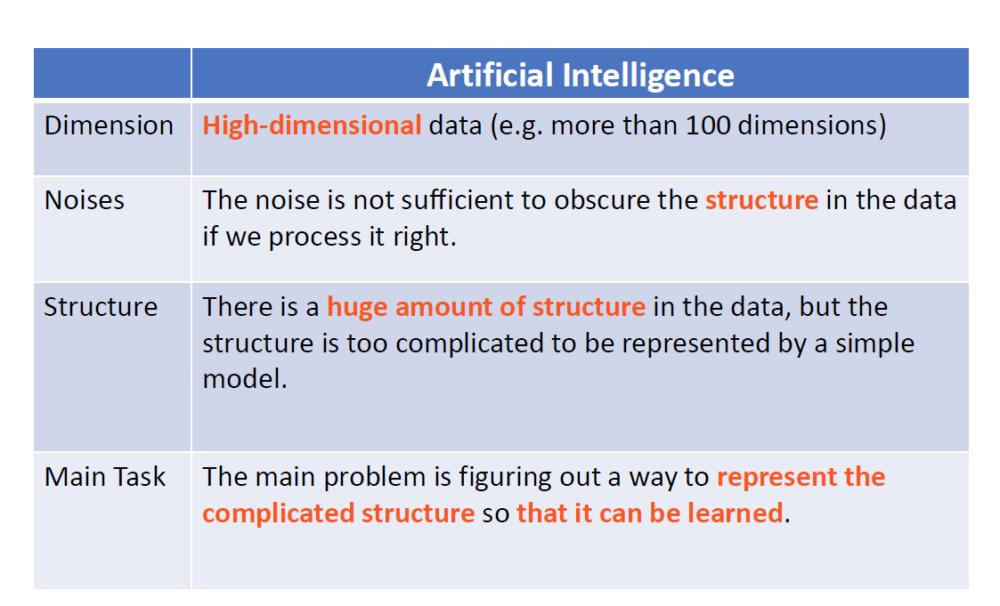 Artificial Intelligence
Dimension
High-dimensional data (e.g. more than 100 dimensions)
Noises
The noise is not sufficient to obscure the structure in the data
if we process it right.
Structure
There is a huge amount of structure in the data, but the
structure is too complicated to be represented by a simple
model.
Main Task
The main problem is figuring out a way to represent the
complicated structure so that it can be learned.